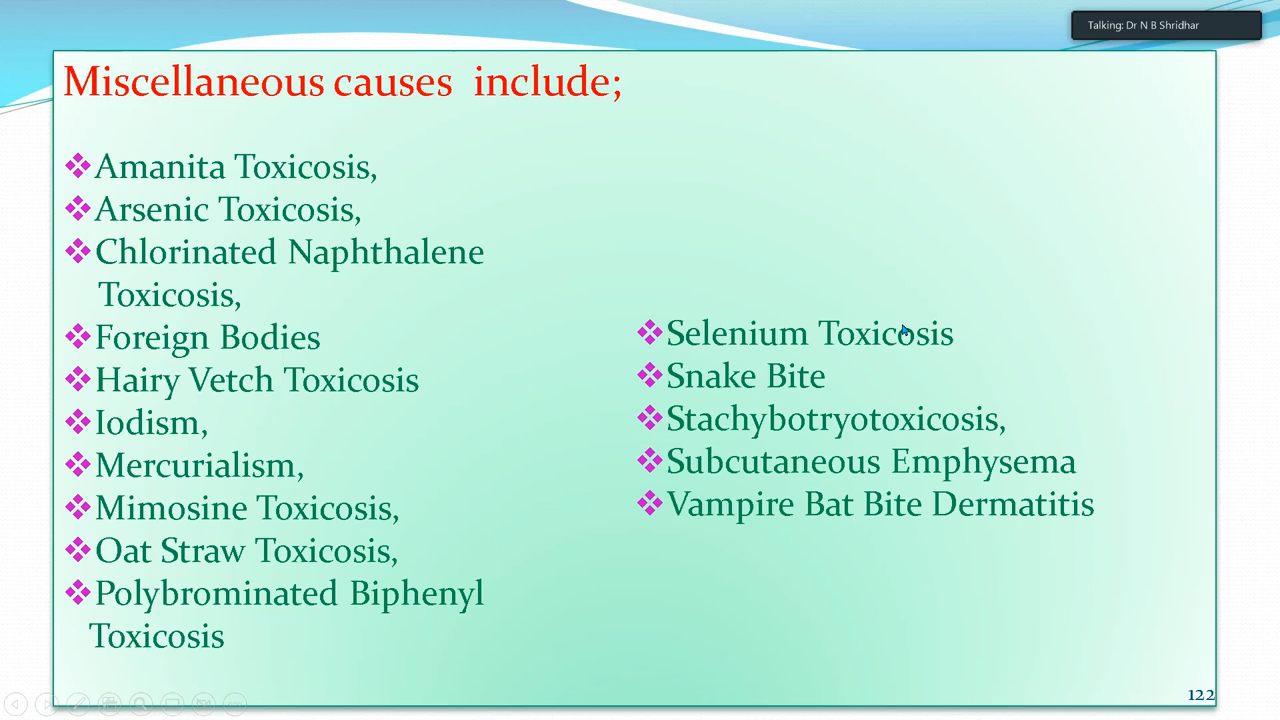 Talking: Dr N B Shridhar
Miscellaneous causes include;
❖Amanita Toxicosis,
❖Arsenic Toxicosis,
❖Chlorinated Naphthalene
Toxicosis,
❖Foreign Bodies
❖Hairy Vetch Toxicosis
❖Iodism,
❖Mercurialism,
❖Mimosine Toxicosis,
❖Oat Straw Toxicosis,
❖Polybrominated Biphenyl
Toxicosis
❖Selenium Toxicosis
❖Snake Bite
❖Stachybotryotoxicosis,
❖Subcutaneous Emphysema
❖Vampire Bat Bite Dermatitis
122